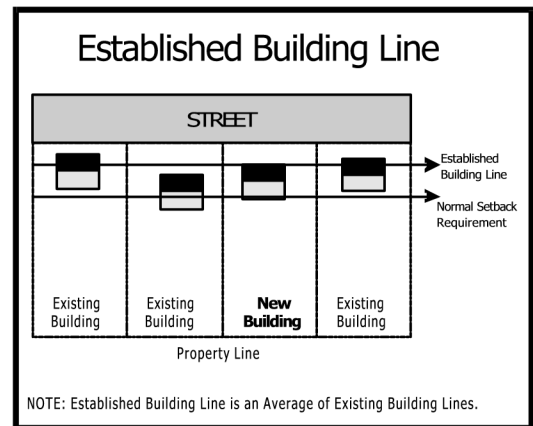 Established Building Line
STREET
Established
Building Line
Normal Setback
Requirement
Existing
Building
Existing
Building
New
Building
Existing
Building
Property Line
NOTE: Established Building Line is an Average of Existing Building Lines.